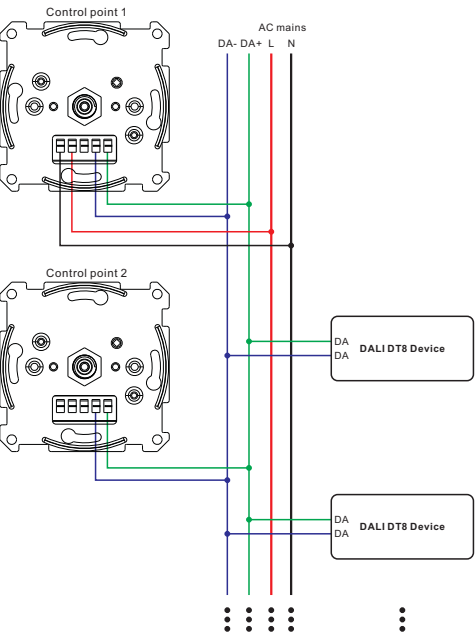 Control point 1
AC mains
DA- DA+ L N
Control point 2
DA
DALI DT8 Device
DA
DA
DALI DT8 Device
DA